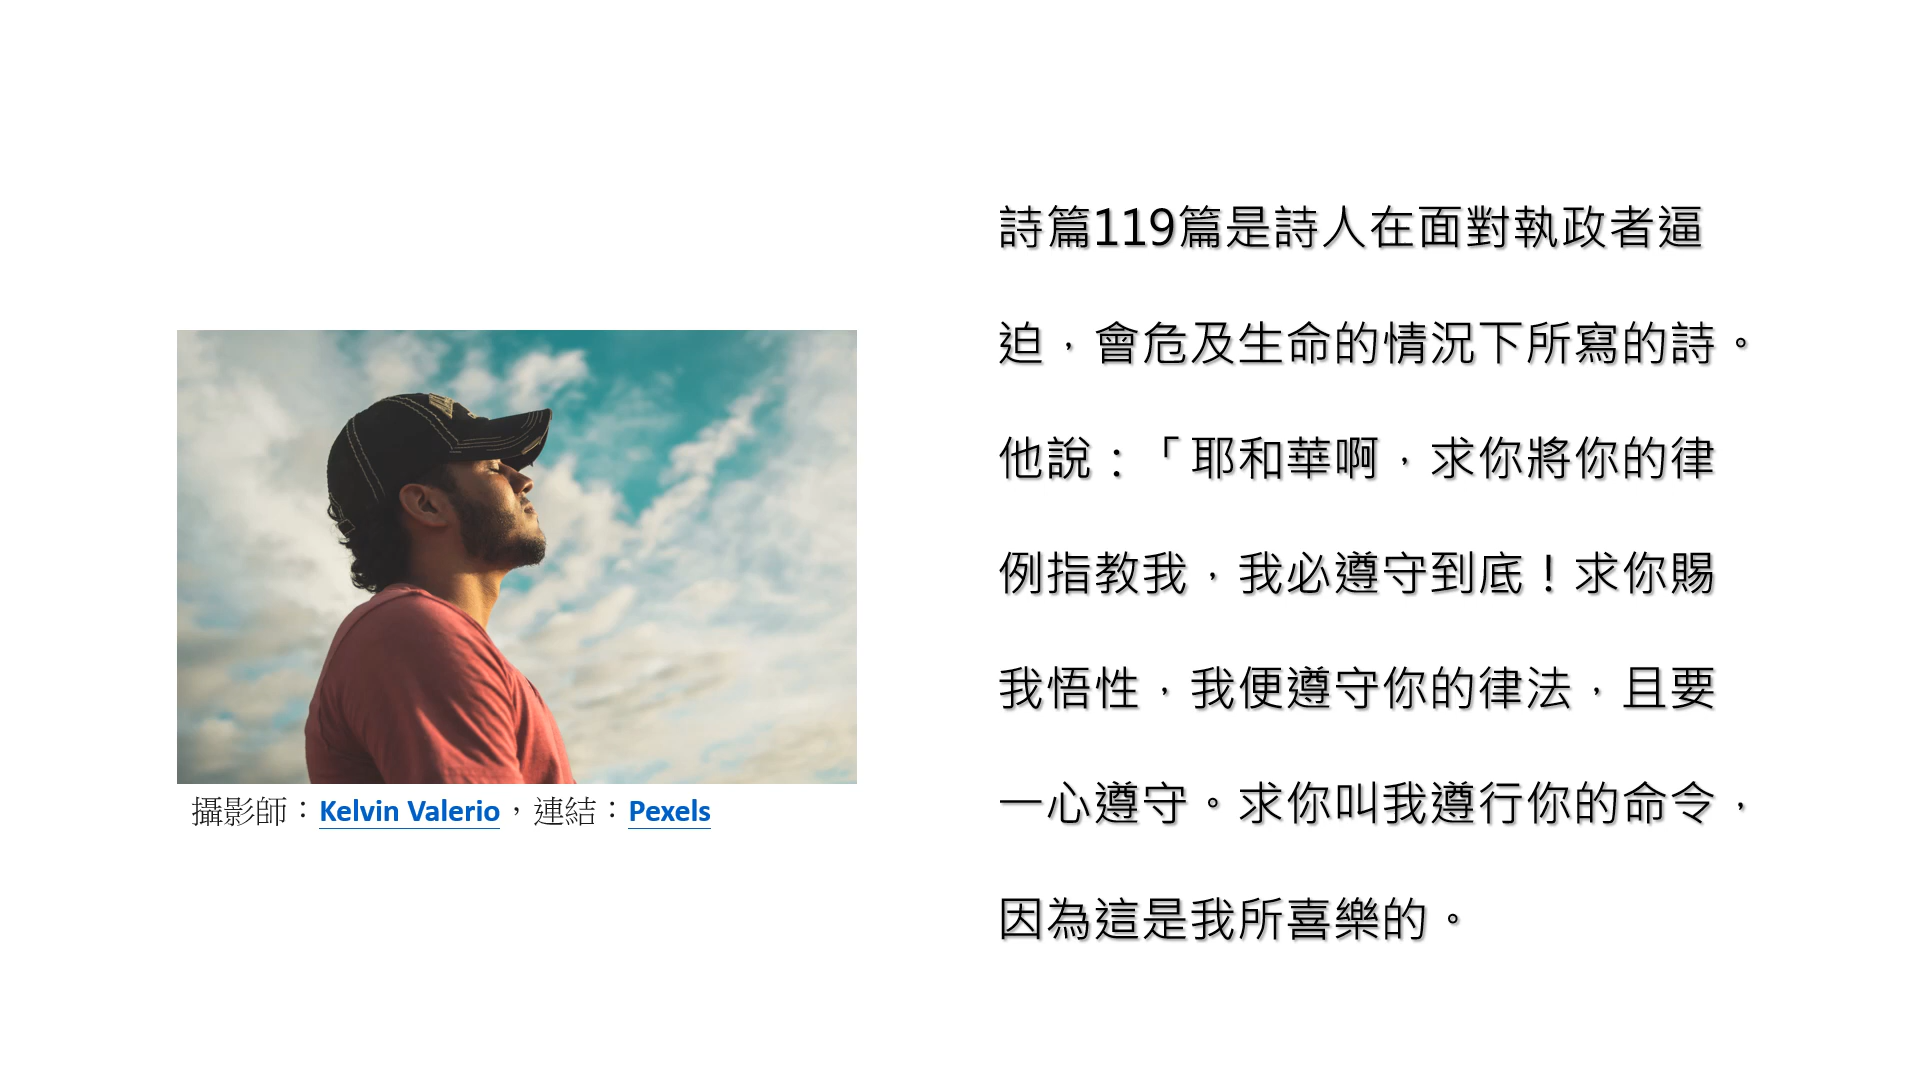 詩篇119篇是詩人在面對執政者逼
迫，會危及生命的情況下所寫的詩。
他說：「耶和華啊，求你將你的律
例指教我，我必遵守到底！求你賜
我悟性，我便遵守你的律法，且要
一心遵守。求你叫我遵行你的命令，
因為這是我所喜樂的。
攝影師：Kelvin Valerio，連結：Pexels